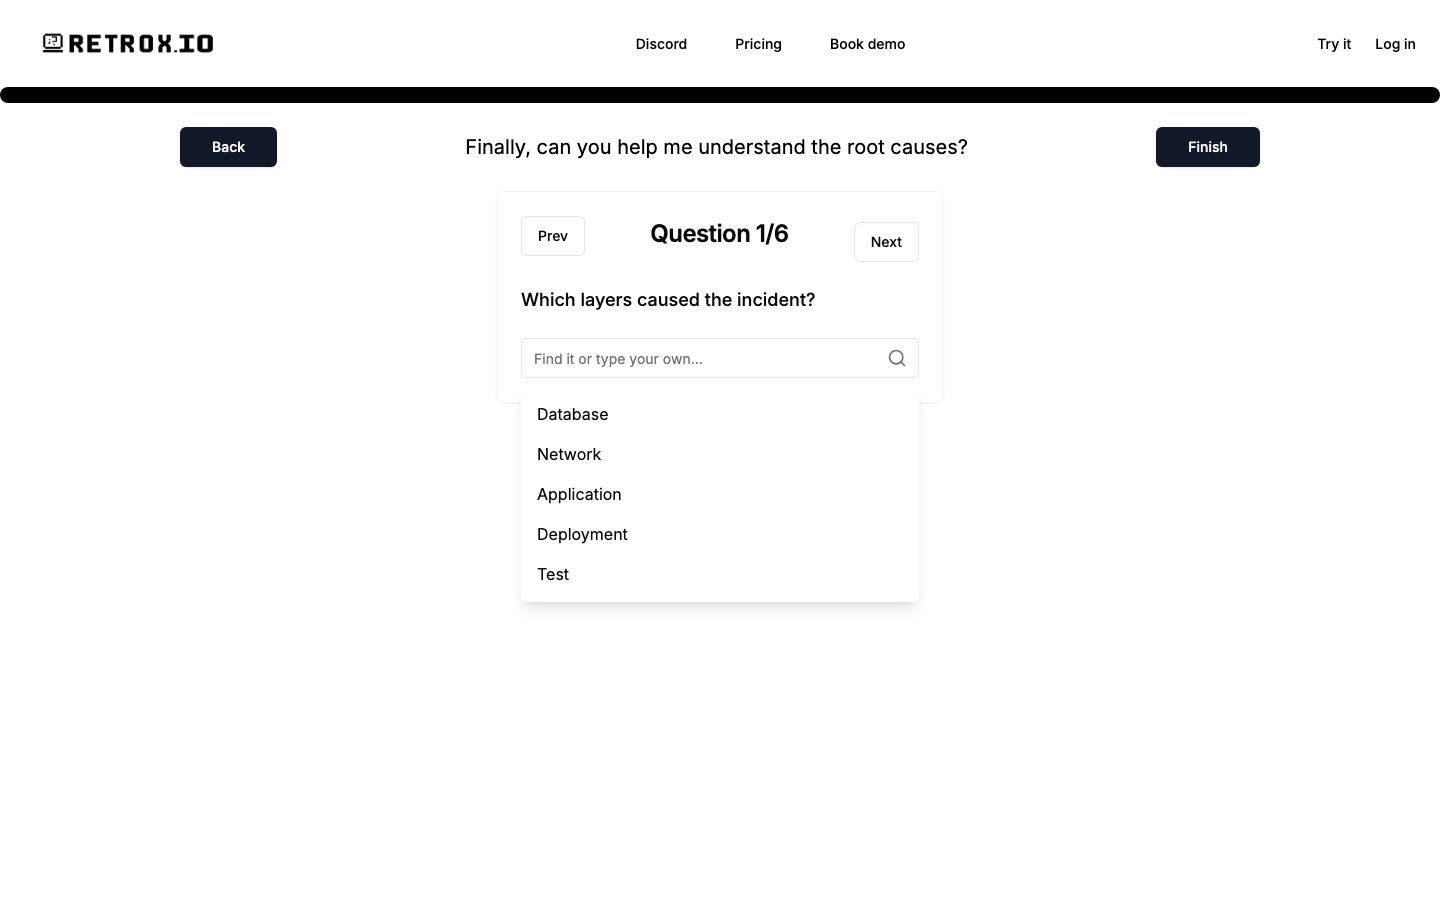 RETROX.IO
Discord
Pricing
Book demo
Try it
Log in
Back
Finally, can you help me understand the root causes?
Finish
Prev
Question 1/6
Next
Which layers caused the incident?
Find it or type your own...
Database
Network
Application
Deployment
Test